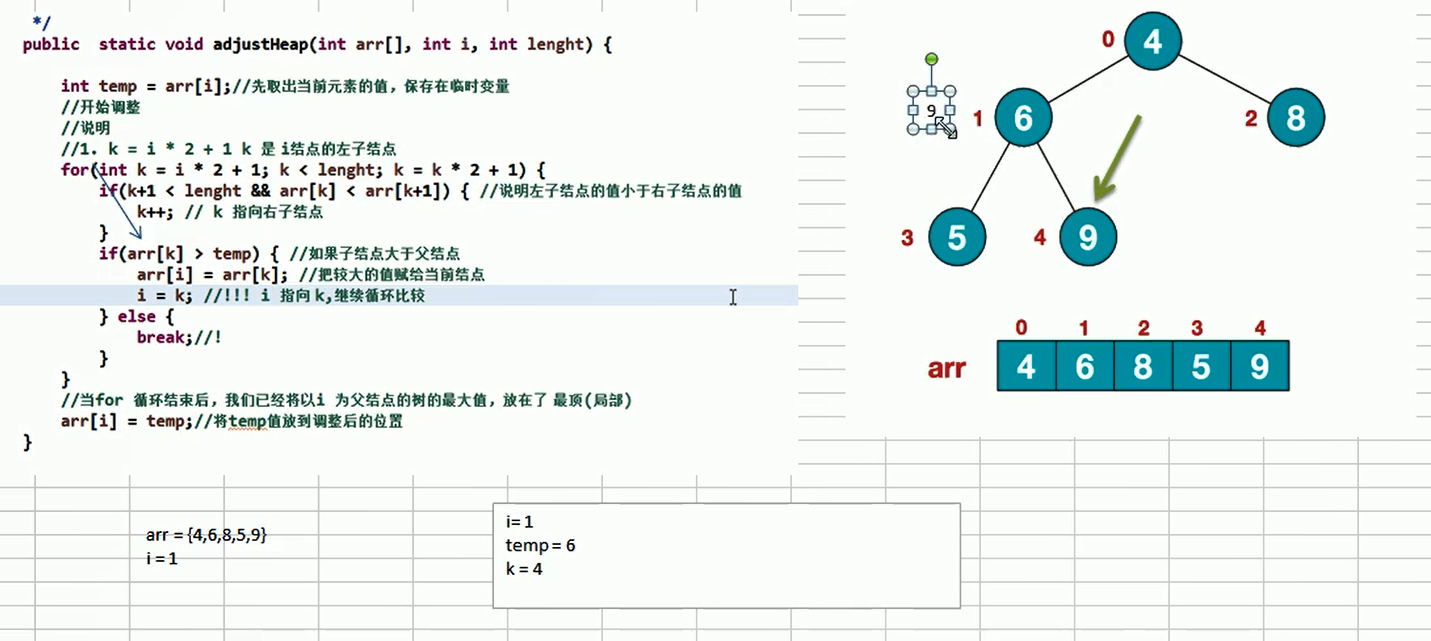 */
public static void adjustHeap(int arr[], int i, int lenght) {
int temp = arr[i];//先取出当前元素的值，保存在临时变量
//开始调整
//说明
//1. k = i * 2 + 1 k 是 i结点的左子结点
for(int k = i * 2 + 1; k < lenght; k = k * 2 + 1) {
if(k+1 < lenght && arr[k] < arr[k+1]) { //说明左子结点的值小于右子结点的值
k++; // k 指向右子结点
}
if(arr[k] > temp) { //如果子结点大于父结点
arr[i] = arr[k]; //把较大的值赋给当前结点
i = k; //!!! i 指向 k,继续循环比较
} else {
break;//!
}
}
//当for 循环结束后，我们已经将以i 为父结点的树的最大值，放在了 最顶(局部)
arr[i] = temp;//将temp值放到调整后的位置
}
0 4
9
1 6
2 8
3 5
4 9
0 1 2 3 4
arr 4 6 8 5 9
arr = {4,6,8,5,9}
i = 1
i= 1
temp = 6
k = 4